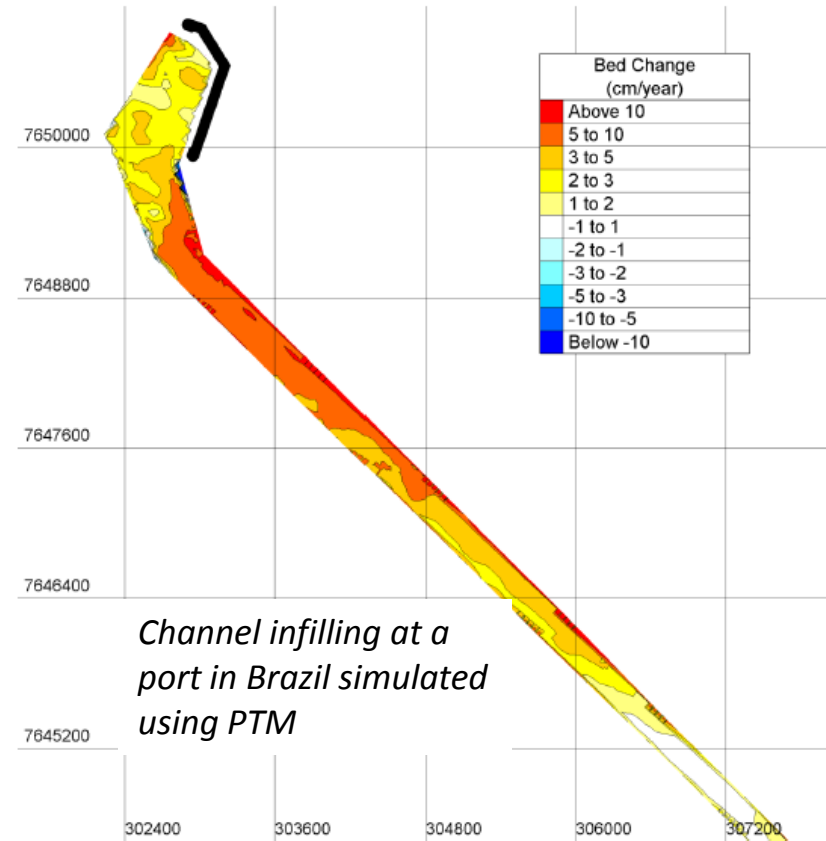 Bed Change
(cm/year)
Above 10
5 to 10
3 to 5
2 to 3
1 to 2
-1 to 1
-2 to -1
-3 to -2
-5 to -3
-10 to -5
Below -10
7650000
7648800
7647600
7646400
7645200
Channel infilling at a
port in Brazil simulated
using PTM
302400
303600
304800
306000
307200